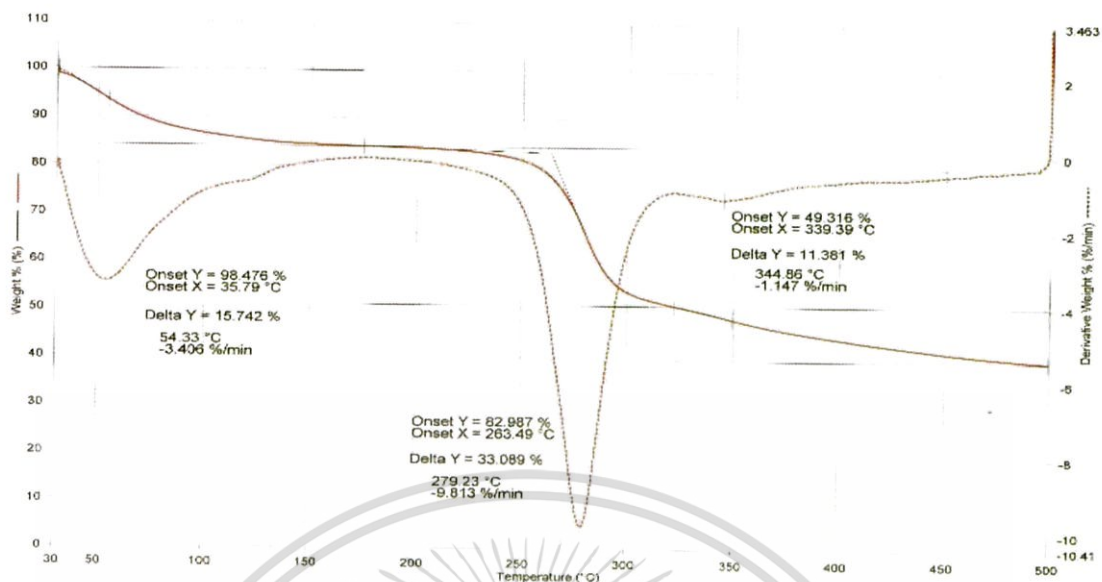 110
100
90
80
70
60
50
40
30
20
10
0
Weight % (%)
Onset Y = 98.476 %
Onset X = 35.79 °C
Delta Y = 15.742 %
54.33 °C
-3.406 %/min
Onset Y = 82.987 %
Onset X = 263.49 °C
Delta Y = 33.089 %
279.23 °C
-9.813 %/min
Onset Y = 49.316 %
Onset X = 339.39 °C
Delta Y = 11.381 %
344.86 °C
-1.147 %/min
3.463
2
0
-2
-4
-6
-8
-10
-10.41
Derivative Weight % (%/min)
30 50 100 150 200 250 300 350 400 450 500
Temperature (°C)